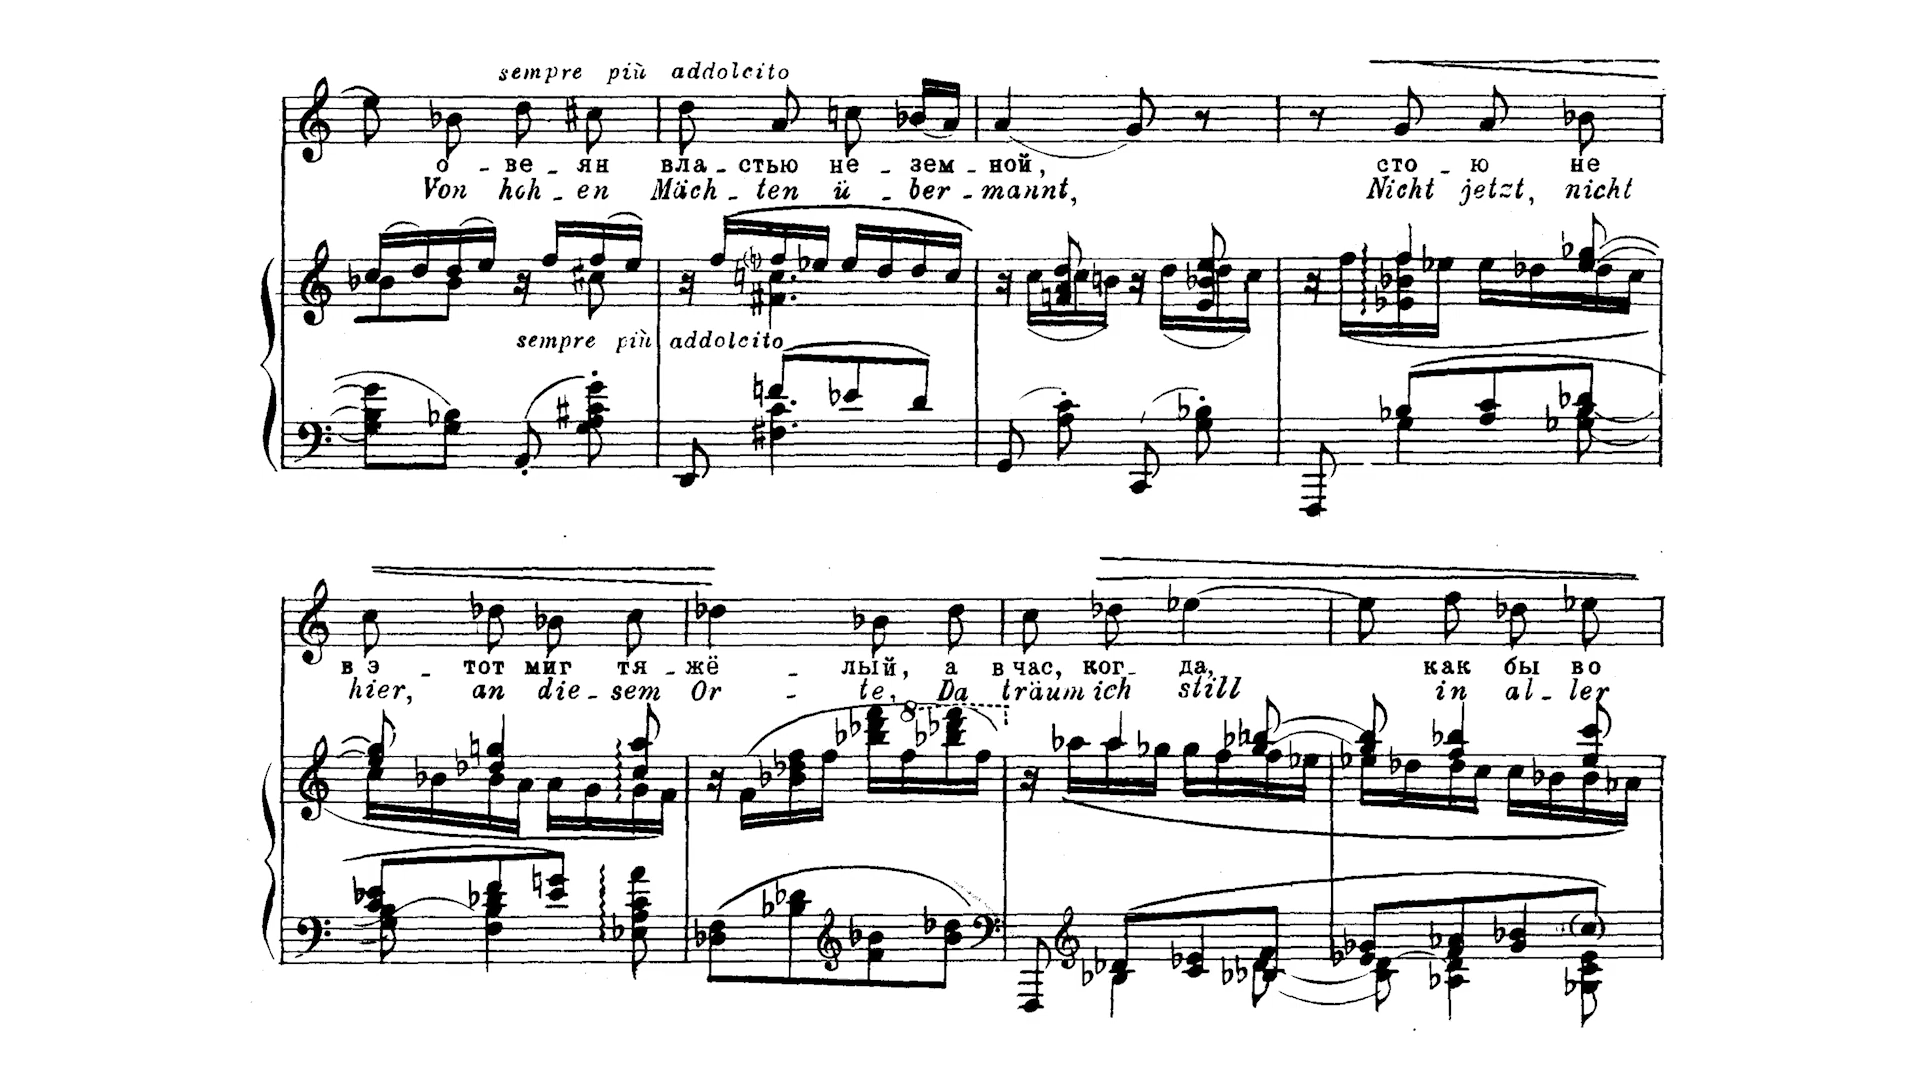 sempre più addolcito
о - ве - ян вла - стью не - зем - ной, сто - ю не
Von hoh - en Mäch - ten ü - ber - mannt, Nicht jetzt, nicht
sempre più addolcito
в э - тот миг тя - жё - лый, а в час, ког - да, как бы во
hier, an die - sem Or - te, Da träum ich still in al - ler
8